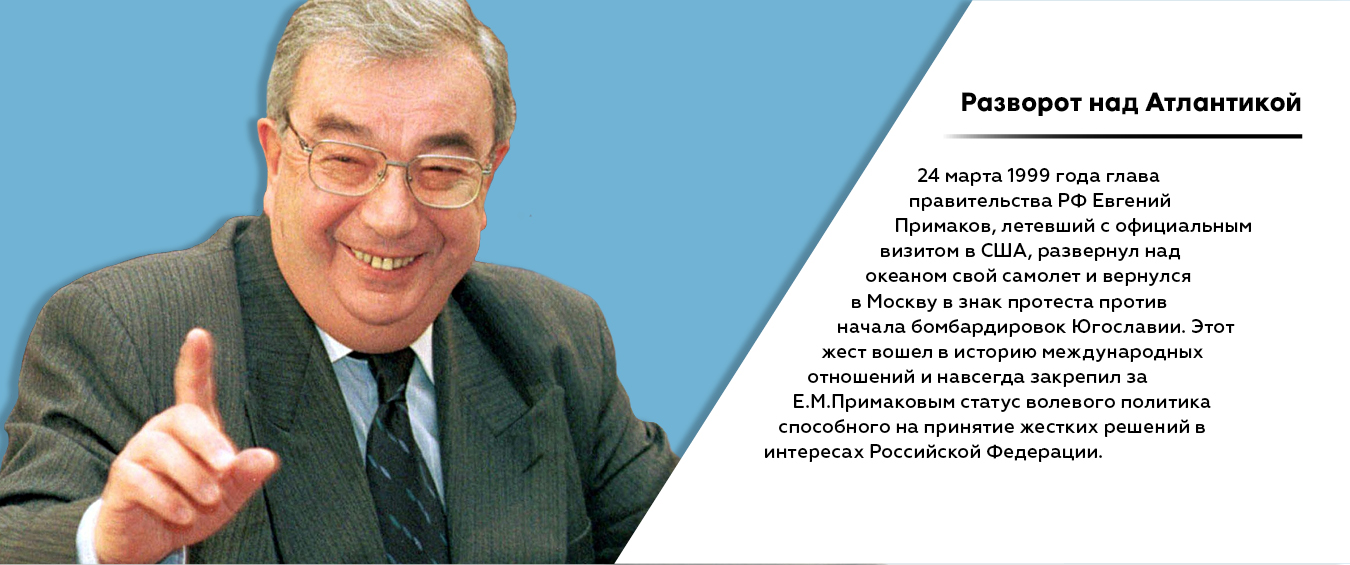 Разворот над Атлантикой
24 марта 1999 года глава
правительства РФ Евгений
Примаков, летевший с официальным
визитом в США, развернул над
океаном свой самолет и вернулся
в Москву в знак протеста против
начала бомбардировок Югославии. Этот
жест вошел в историю международных
отношений и навсегда закрепил за
Е.М.Примаковым статус волевого политика
способного на принятие жестких решений в
интересах Российской Федерации.